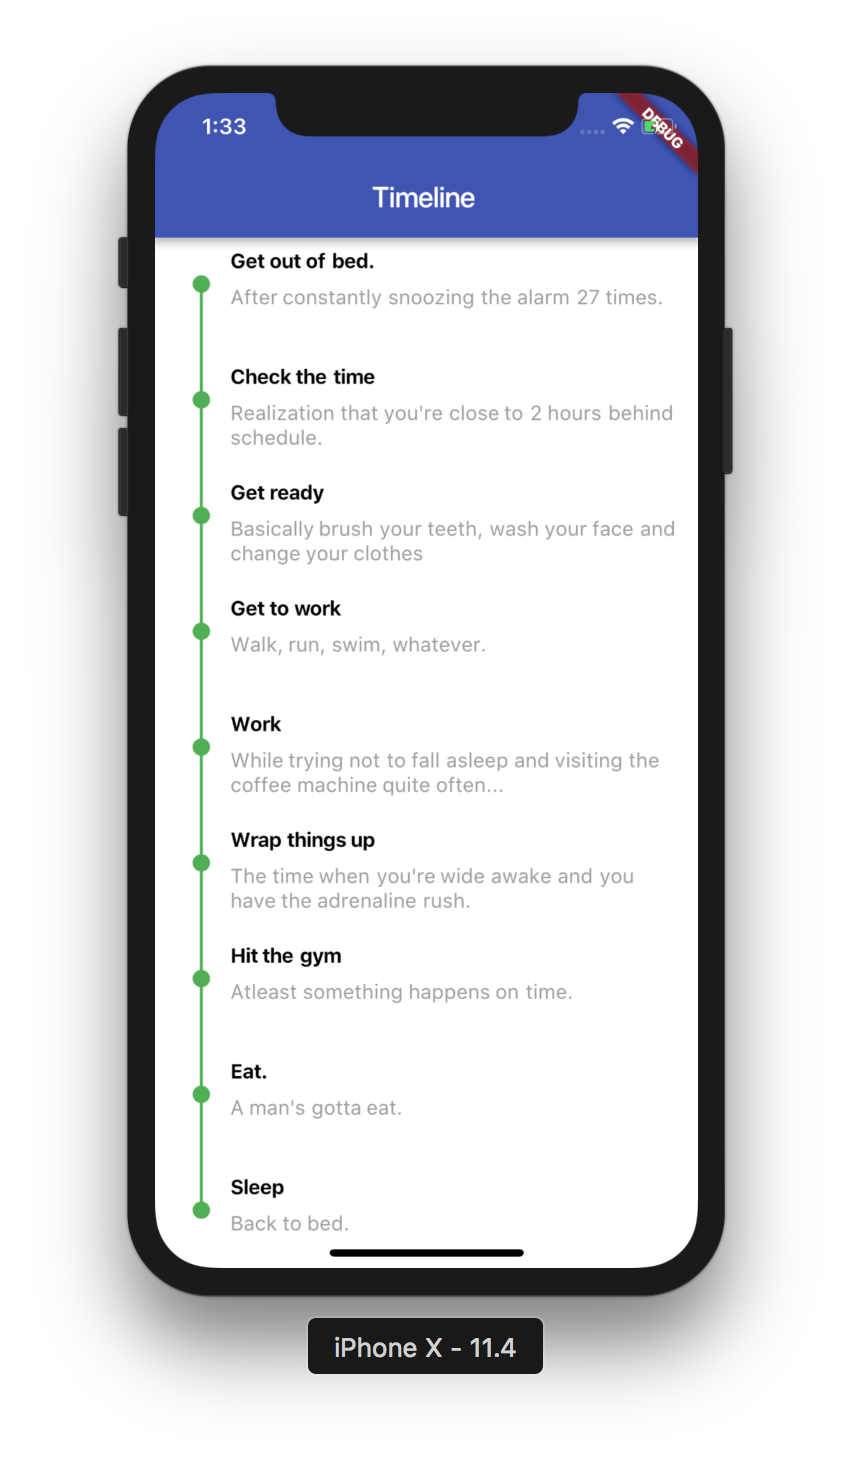 1:33
DEBUG
Timeline
Get out of bed.
After constantly snoozing the alarm 27 times.
Check the time
Realization that you're close to 2 hours behind
schedule.
Get ready
Basically brush your teeth, wash your face and
change your clothes
Get to work
Walk, run, swim, whatever.
Work
While trying not to fall asleep and visiting the
coffee machine quite often...
Wrap things up
The time when you're wide awake and you
have the adrenaline rush.
Hit the gym
Atleast something happens on time.
Eat.
A man's gotta eat.
Sleep
Back to bed.
iPhone X - 11.4